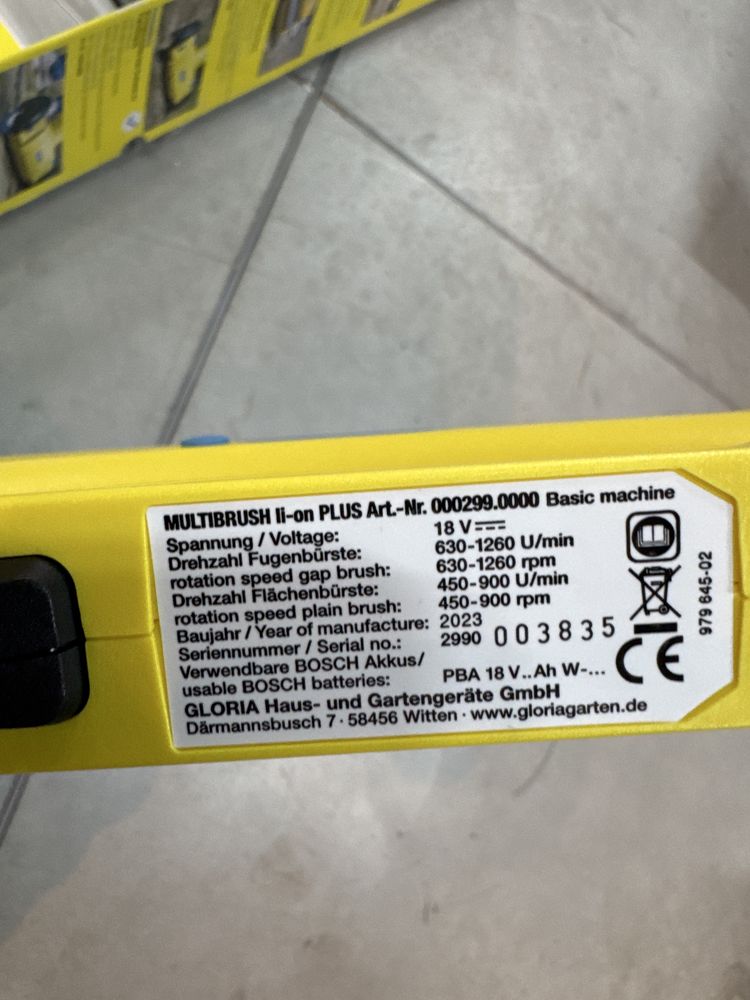 MULTIBRUSH li-on PLUS Art.-Nr. 000299.0000 Basic machine
Spannung / Voltage: 18 V
Drehzahl Fugenbürste: 630-1260 U/min
rotation speed gap brush: 630-1260 rpm
Drehzahl Flächenbürste: 450-900 U/min
rotation speed plain brush: 450-900 rpm
Baujahr / Year of manufacture: 2023
Seriennummer / Serial no.: 2990 003835
Verwendbare BOSCH Akkus/
usable BOSCH batteries: PBA 18 V..Ah W-...
GLORIA Haus- und Gartengeräte GmbH
Därmannsbusch 7 · 58456 Witten · www.gloriagarten.de
CE
979 645-02